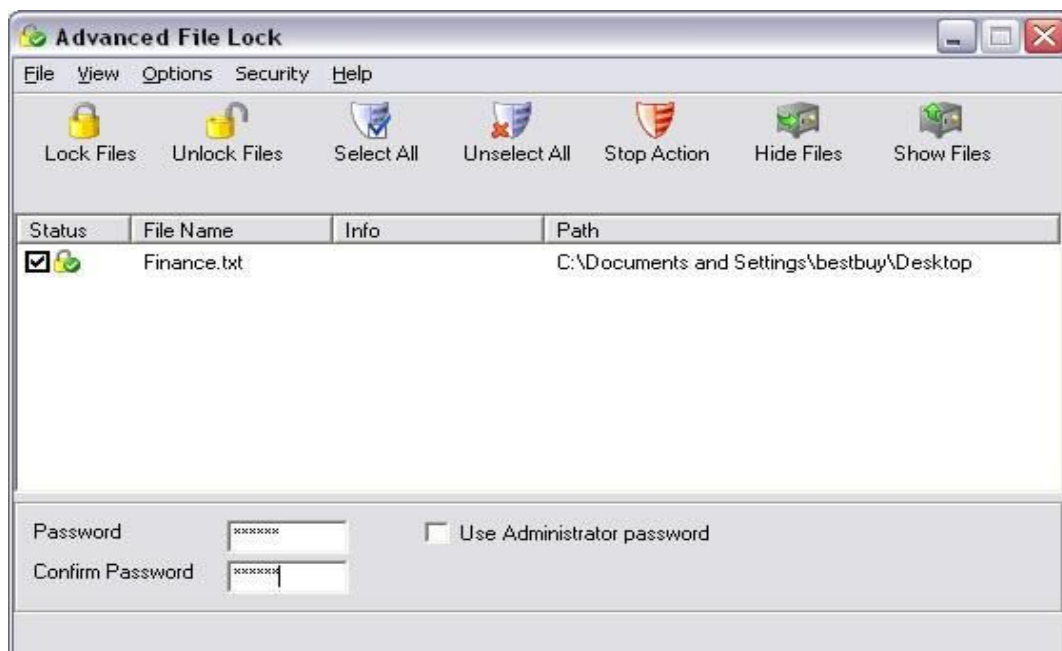 Advanced File Lock
File View Options Security Help
Lock Files Unlock Files Select All Unselect All Stop Action Hide Files Show Files
Status File Name Info Path
Finance.txt C:\Documents and Settings\bestbuy\Desktop
Password ****** Use Administrator password
Confirm Password ******